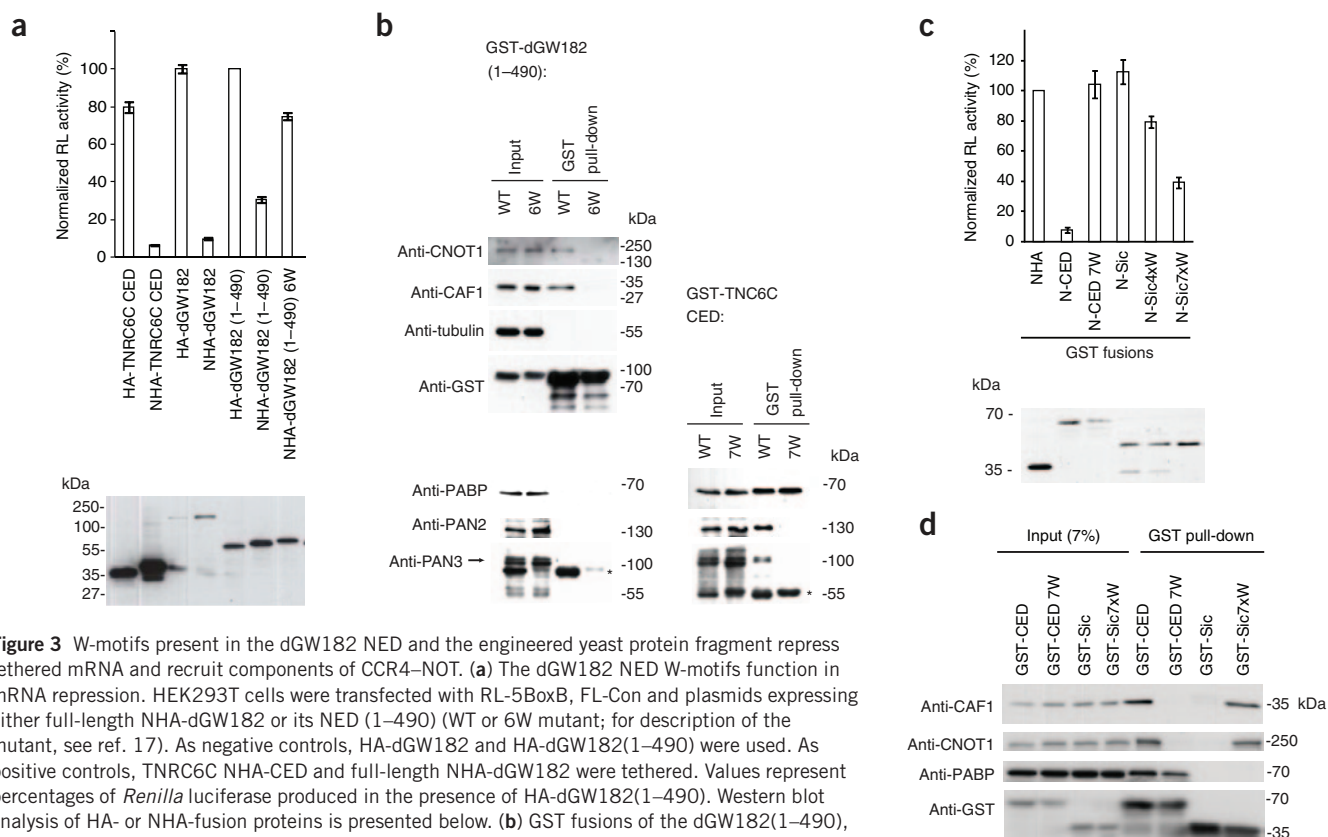 a
Normalized RL activity (%)
100
80
60
40
20
0
HA-TNRC6C CED
NHA-TNRC6C CED
HA-dGW182
NHA-dGW182
HA-dGW182 (1–490)
NHA-dGW182 (1–490)
NHA-dGW182 (1–490) 6W
kDa
250-
100-
55-
35-
27-
b
GST-dGW182
(1–490):
Input
GST
pull-down
WT
6W
WT
6W
kDa
Anti-CNOT1
-250
-130
Anti-CAF1
-35
-27
Anti-tubulin
-55
Anti-GST
-100
-70
Anti-PABP
-70
Anti-PAN2
-130
Anti-PAN3
-100
*
-55
GST-TNC6C
CED:
Input
GST
pull-down
WT
7W
WT
7W
kDa
-70
-130
-100
*
-55
c
Normalized RL activity (%)
120
100
80
60
40
20
0
NHA
N-CED
N-CED 7W
N-Sic
N-Sic4xW
N-Sic7xW
GST fusions
kDa
70 -
35 -
d
Input (7%)
GST pull-down
GST-CED
GST-CED 7W
GST-Sic
GST-Sic7xW
GST-CED
GST-CED 7W
GST-Sic
GST-Sic7xW
Anti-CAF1
-35 kDa
Anti-CNOT1
-250
Anti-PABP
-70
Anti-GST
-70
-35
igure 3 W-motifs present in the dGW182 NED and the engineered yeast protein fragment repress
ethered mRNA and recruit components of CCR4–NOT. (a) The dGW182 NED W-motifs function in
nRNA repression. HEK293T cells were transfected with RL-5BoxB, FL-Con and plasmids expressing
ither full-length NHA-dGW182 or its NED (1–490) (WT or 6W mutant; for description of the
nutant, see ref. 17). As negative controls, HA-dGW182 and HA-dGW182(1–490) were used. As
ositive controls, TNRC6C NHA-CED and full-length NHA-dGW182 were tethered. Values represent
ercentages of Renilla luciferase produced in the presence of HA-dGW182(1–490). Western blot
nalysis of HA- or NHA-fusion proteins is presented below. (b) GST fusions of the dGW182(1–490),